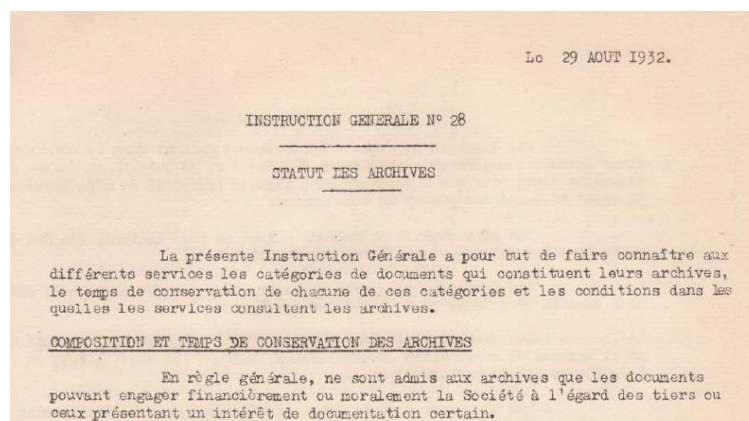 Le 29 AOUT I932.
INSTRUCTION GENERALE N° 28
STATUT DES ARCHIVES
La présente Instruction Générale a pour but de faire connaître aux
différents services les catégories de documents qui constituent leurs archives,
le temps de conservation de chacune de ces catégories et les conditions dans les
quelles les services consultent les archives.
COMPOSITION ET TEMPS DE CONSERVATION DES ARCHIVES
En règle générale, ne sont admis aux archives que les documents
pouvant engager financièrement ou moralement la Société à l'égard des tiers ou
ceux présentant un intérêt de documentation certain.